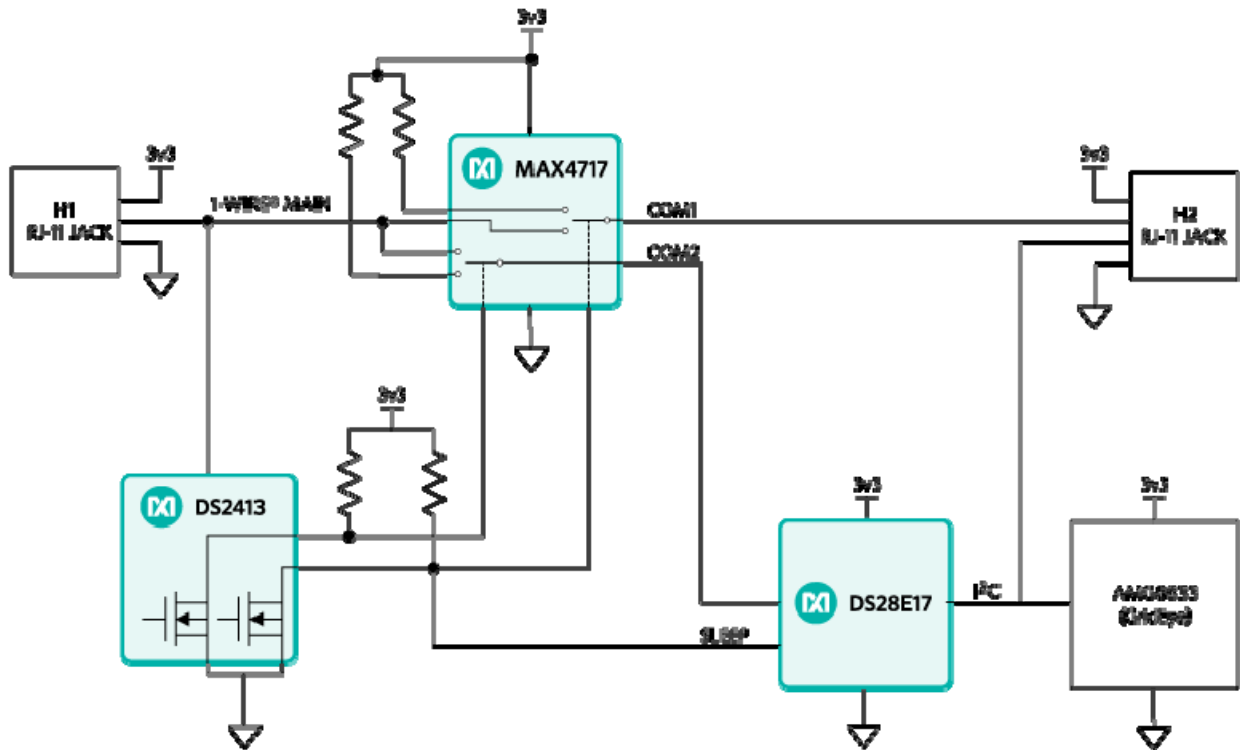 3v3
MAX4717
3v3
H1
RJ-11 JACK
1-WIRE® MAIN
COM1
COM2
3v3
H2
RJ-11 JACK
3v3
DS2413
SLEEP
3v3
DS28E17
I²C
3v3
(GridEye)